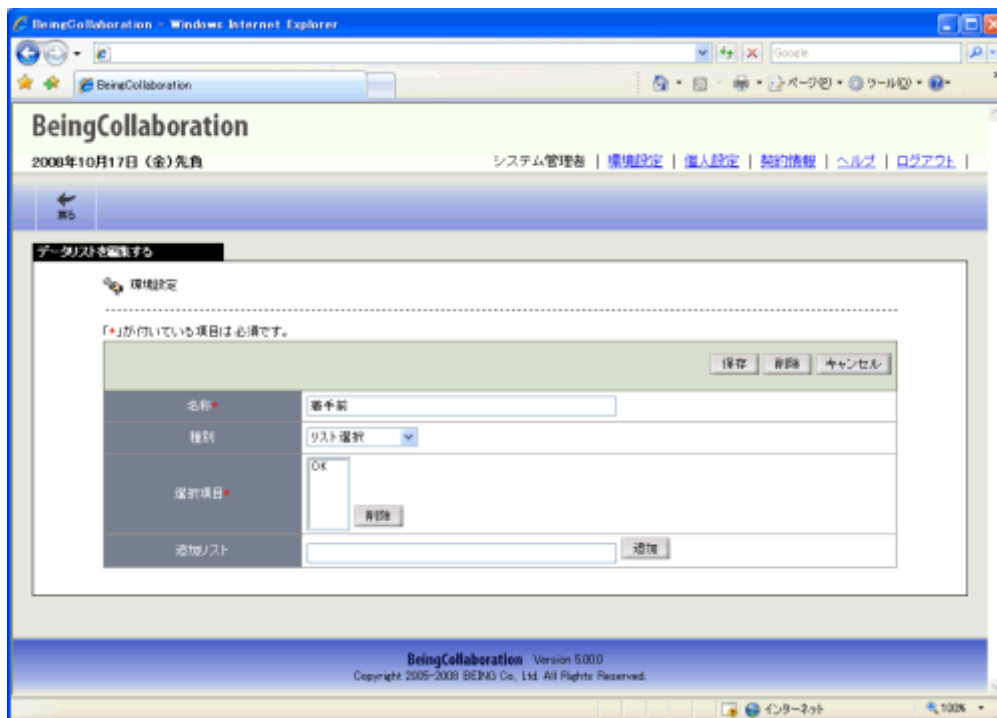 BeingCollaboration - Windows Internet Explorer
Google
BeingCollaboration
ページ(P)
ツール(O)
BeingCollaboration
2008年10月17日（金）先負
システム管理者 | 環境設定 | 個人設定 | 契約情報 | ヘルプ | ログアウト |
戻る
データリストを編集する
環境設定
「*」が付いている項目は必須です。
保存 削除 キャンセル
名称* 着手前
種別 リスト選択
選択項目* OK
削除
追加リスト 追加
BeingCollaboration Version 5.00.0
Copyright 2005-2008 BEING Co., Ltd. All Rights Reserved.
インターネット 100%